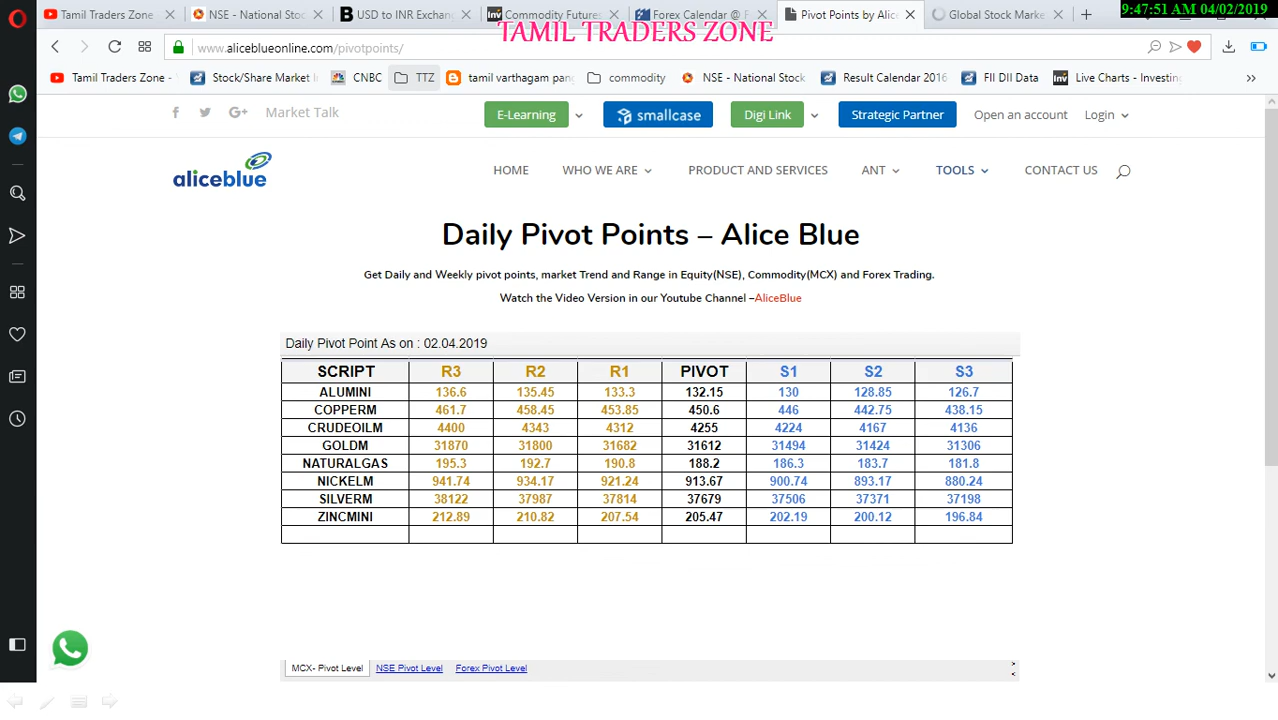 Tamil Traders Zone
NSE - National Stoc
USD to INR Exchan
Commodity Future
Forex Calendar @ F
Pivot Points by Alic
Global Stock Mark
9:47:51 AM 04/02/2019
TAMIL TRADERS ZONE
www.aliceblueonline.com/pivotpoints/
Tamil Traders Zone -
Stock/Share Market I
CNBC
TTZ
tamil varthagam pan
commodity
NSE - National Stock
Result Calendar 2016
FII DII Data
Live Charts - Investin
Market Talk
E-Learning
smallcase
Digi Link
Strategic Partner
Open an account
Login
aliceblue
HOME
WHO WE ARE
PRODUCT AND SERVICES
ANT
TOOLS
CONTACT US
Daily Pivot Points – Alice Blue
Get Daily and Weekly pivot points, market Trend and Range in Equity(NSE), Commodity(MCX) and Forex Trading.
Watch the Video Version in our Youtube Channel –AliceBlue
Daily Pivot Point As on : 02.04.2019
SCRIPT R3 R2 R1 PIVOT S1 S2 S3
ALUMINI 136.6 135.45 133.3 132.15 130 128.85 126.7
COPPERM 461.7 458.45 453.85 450.6 446 442.75 438.15
CRUDEOILM 4400 4343 4312 4255 4224 4167 4136
GOLDM 31870 31800 31682 31612 31494 31424 31306
NATURALGAS 195.3 192.7 190.8 188.2 186.3 183.7 181.8
NICKELM 941.74 934.17 921.24 913.67 900.74 893.17 880.24
SILVERM 38122 37987 37814 37679 37506 37371 37198
ZINCMINI 212.89 210.82 207.54 205.47 202.19 200.12 196.84
MCX- Pivot Level
NSE Pivot Level
Forex Pivot Level